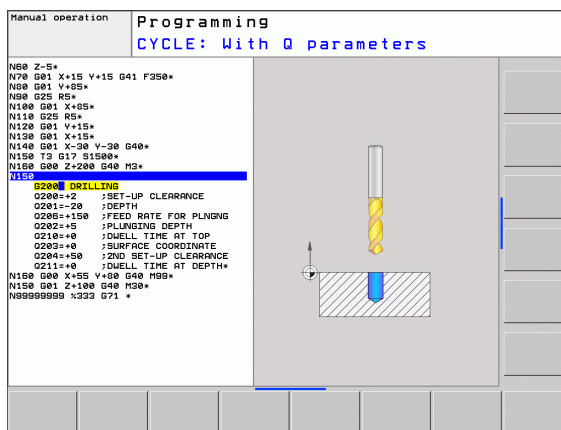 Manual operation
Programming
CYCLE: With Q parameters
N60 Z-5*
N70 G01 X+15 Y+15 G41 F350*
N80 G01 Y+85*
N90 G25 R5*
N100 G01 X+85*
N110 G25 R5*
N120 G01 Y+15*
N130 G01 X+15*
N140 G01 X-30 Y-30 G40*
N150 T3 G17 S1500*
N160 G00 Z+200 G40 M3*
N150
G200 DRILLING
Q200=+2 ;SET-UP CLEARANCE
Q201=-20 ;DEPTH
Q206=+150 ;FEED RATE FOR PLNGNG
Q202=+5 ;PLUNGING DEPTH
Q210=+0 ;DWELL TIME AT TOP
Q203=+0 ;SURFACE COORDINATE
Q204=+50 ;2ND SET-UP CLEARANCE
Q211=+0 ;DWELL TIME AT DEPTH*
N160 G00 X+55 Y+80 G40 M99*
N150 G01 Z+100 G40 M30*
N99999999 %333 G71 *